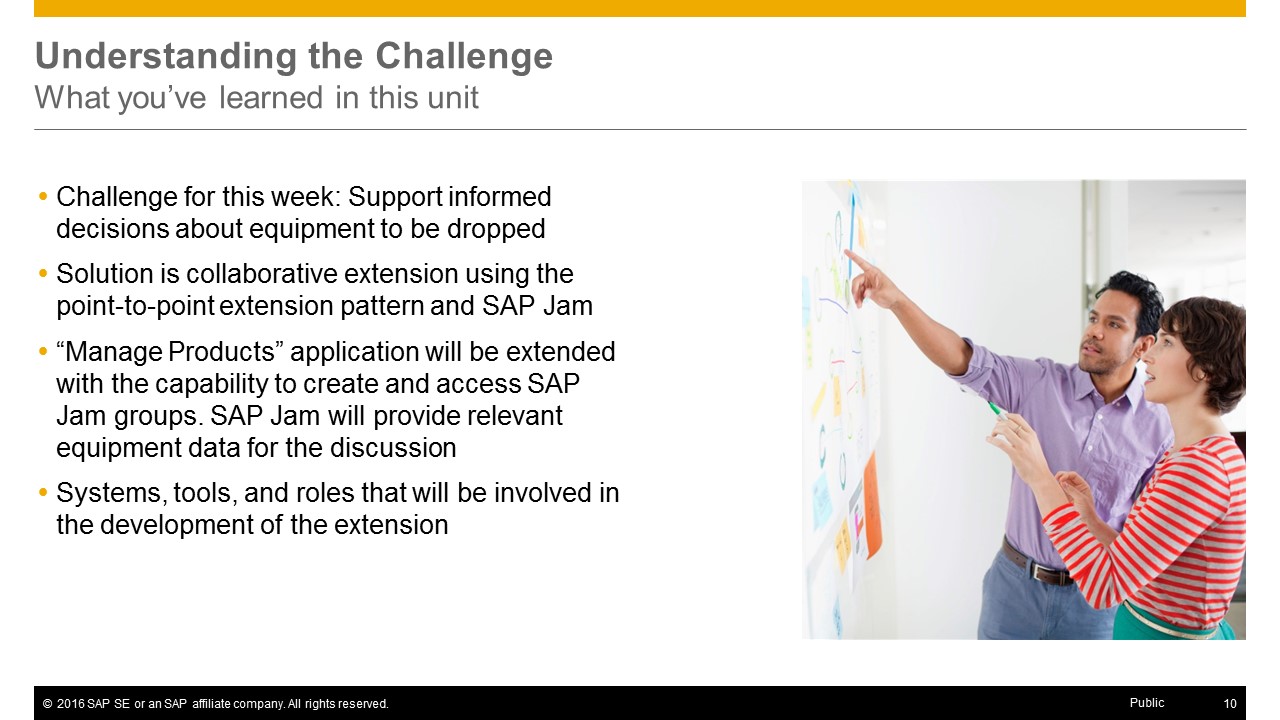 Understanding the Challenge
What you’ve learned in this unit
• Challenge for this week: Support informed
decisions about equipment to be dropped
• Solution is collaborative extension using the
point-to-point extension pattern and SAP Jam
• “Manage Products” application will be extended
with the capability to create and access SAP
Jam groups. SAP Jam will provide relevant
equipment data for the discussion
• Systems, tools, and roles that will be involved in
the development of the extension
© 2016 SAP SE or an SAP affiliate company. All rights reserved.
Public
10